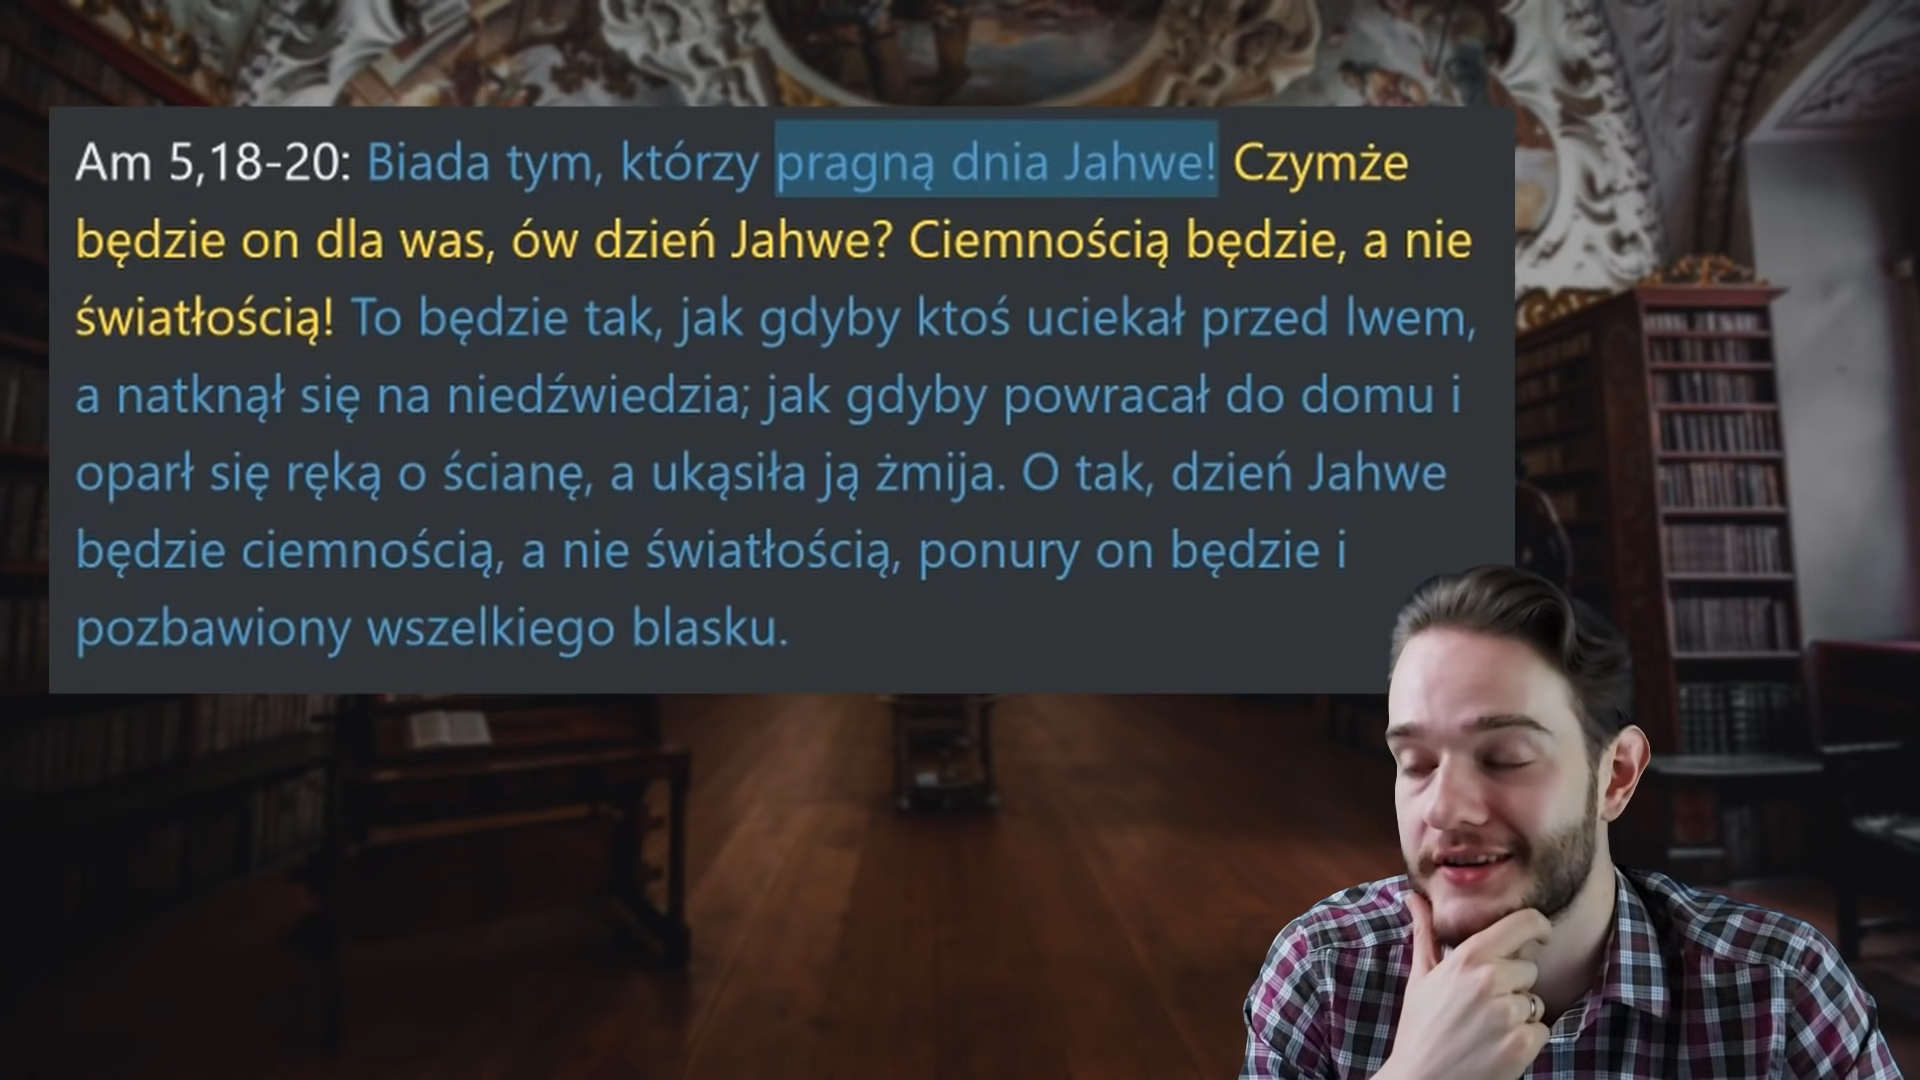 Am 5,18-20: Biada tym, którzy pragną dnia Jahwe! Czymże
będzie on dla was, ów dzień Jahwe? Ciemnością będzie, a nie
światłością! To będzie tak, jak gdyby ktoś uciekał przed lwem,
a natknął się na niedźwiedzia; jak gdyby powracał do domu i
oparł się ręką o ścianę, a ukąsiła ją żmija. O tak, dzień Jahwe
będzie ciemnością, a nie światłością, ponury on będzie i
pozbawiony wszelkiego blasku.